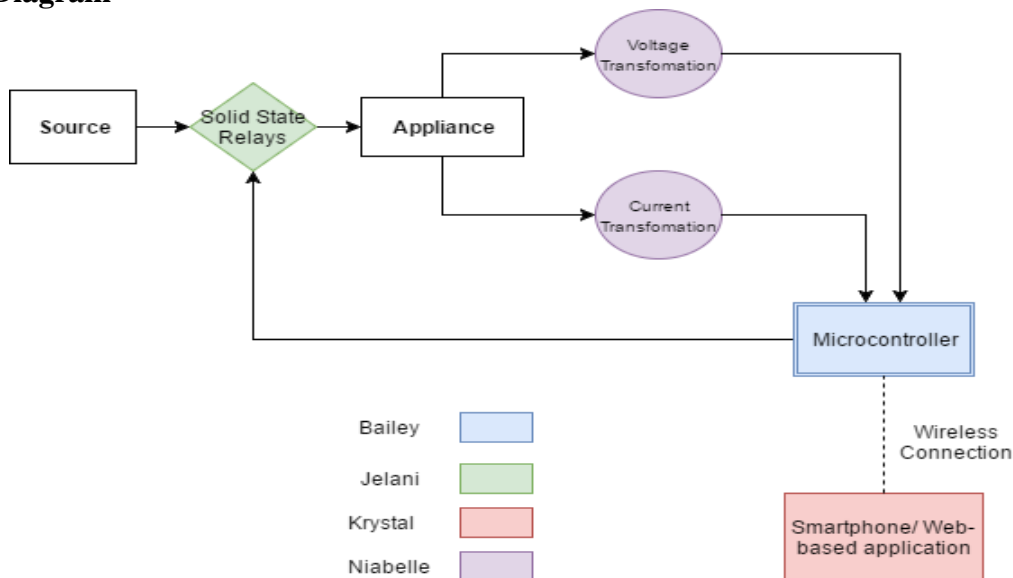 Diagram
Voltage
Transfomation
Solid State
Relays
Source
Appliance
Current
Transfomation
Microcontroller
Bailey
Wireless
Connection
Jelani
Krystal
Smartphone/ Web-
based application
Niabelle